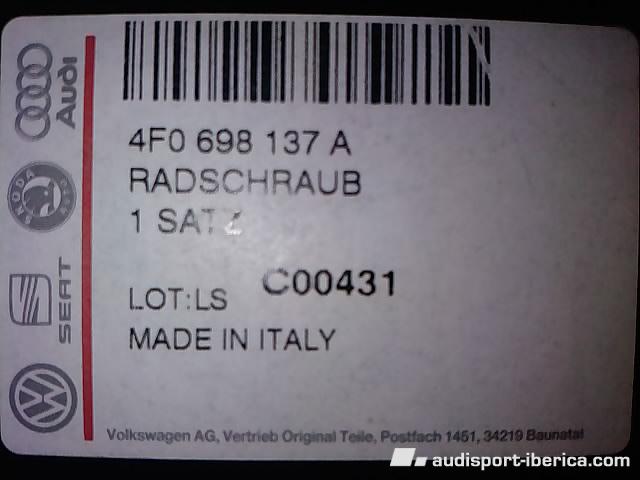 Audi
SKODA
SEAT
4F0 698 137 A
RADSCHRAUB
1 SATZ
LOT:LS C00431
MADE IN ITALY
Volkswagen AG, Vertrieb Original Teile, Postfach 1451, 34219 Baunatal
audisport-iberica.com